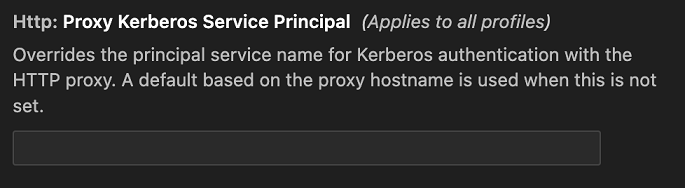 Http: Proxy Kerberos Service Principal (Applies to all profiles)
Overrides the principal service name for Kerberos authentication with the
HTTP proxy. A default based on the proxy hostname is used when this is not
set.